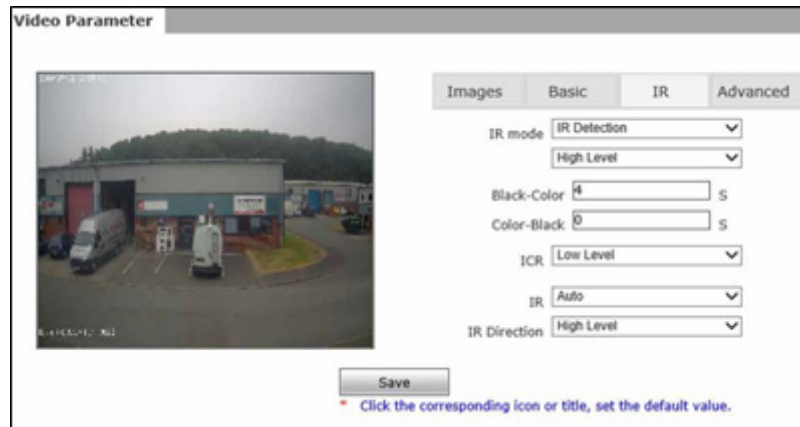 Video Parameter
Images Basic IR Advanced
IR mode IR Detection
High Level
Black-Color 4 S
Color-Black 0 S
ICR Low Level
IR Auto
IR Direction High Level
Save
* Click the corresponding icon or title, set the default value.